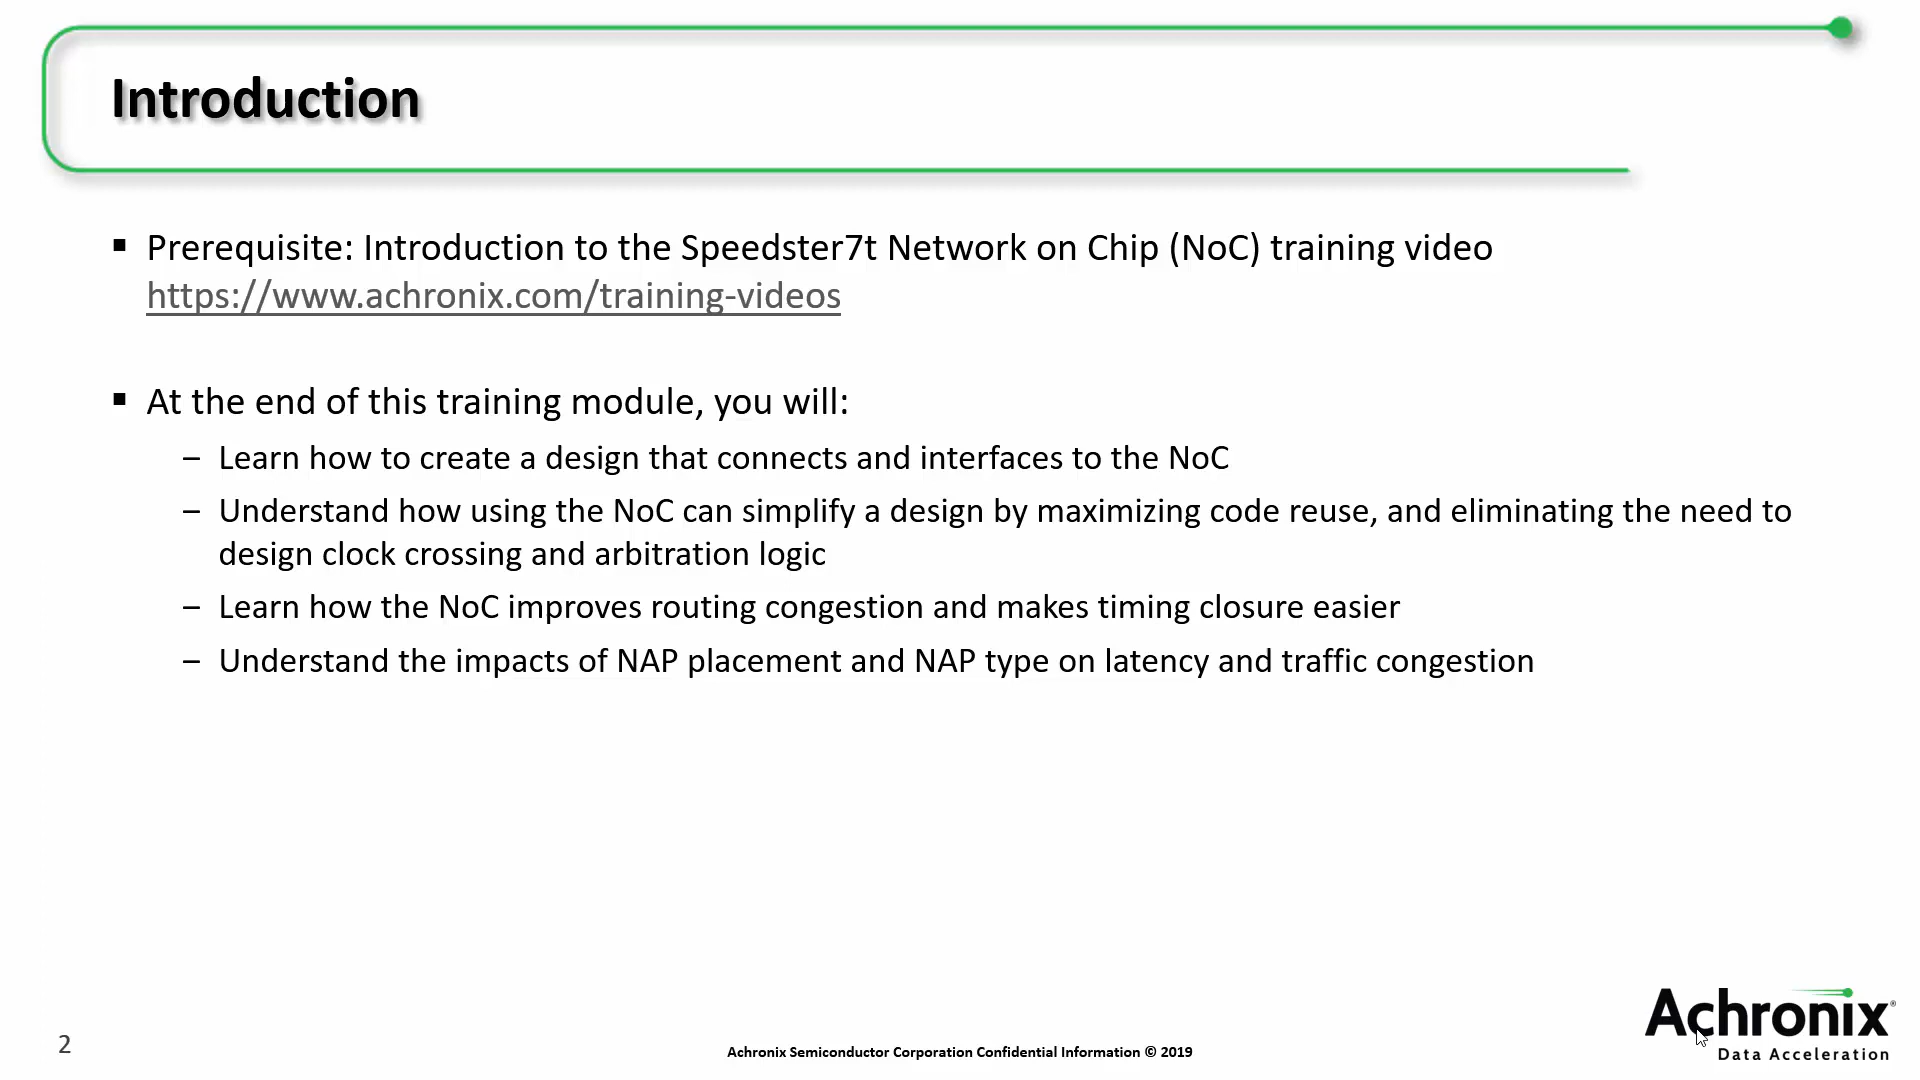 Introduction
▪ Prerequisite: Introduction to the Speedster7t Network on Chip (NoC) training video
https://www.achronix.com/training-videos
▪ At the end of this training module, you will:
– Learn how to create a design that connects and interfaces to the NoC
– Understand how using the NoC can simplify a design by maximizing code reuse, and eliminating the need to
design clock crossing and arbitration logic
– Learn how the NoC improves routing congestion and makes timing closure easier
– Understand the impacts of NAP placement and NAP type on latency and traffic congestion
2
Achronix Semiconductor Corporation Confidential Information © 2019
Achronix®
Data Acceleration